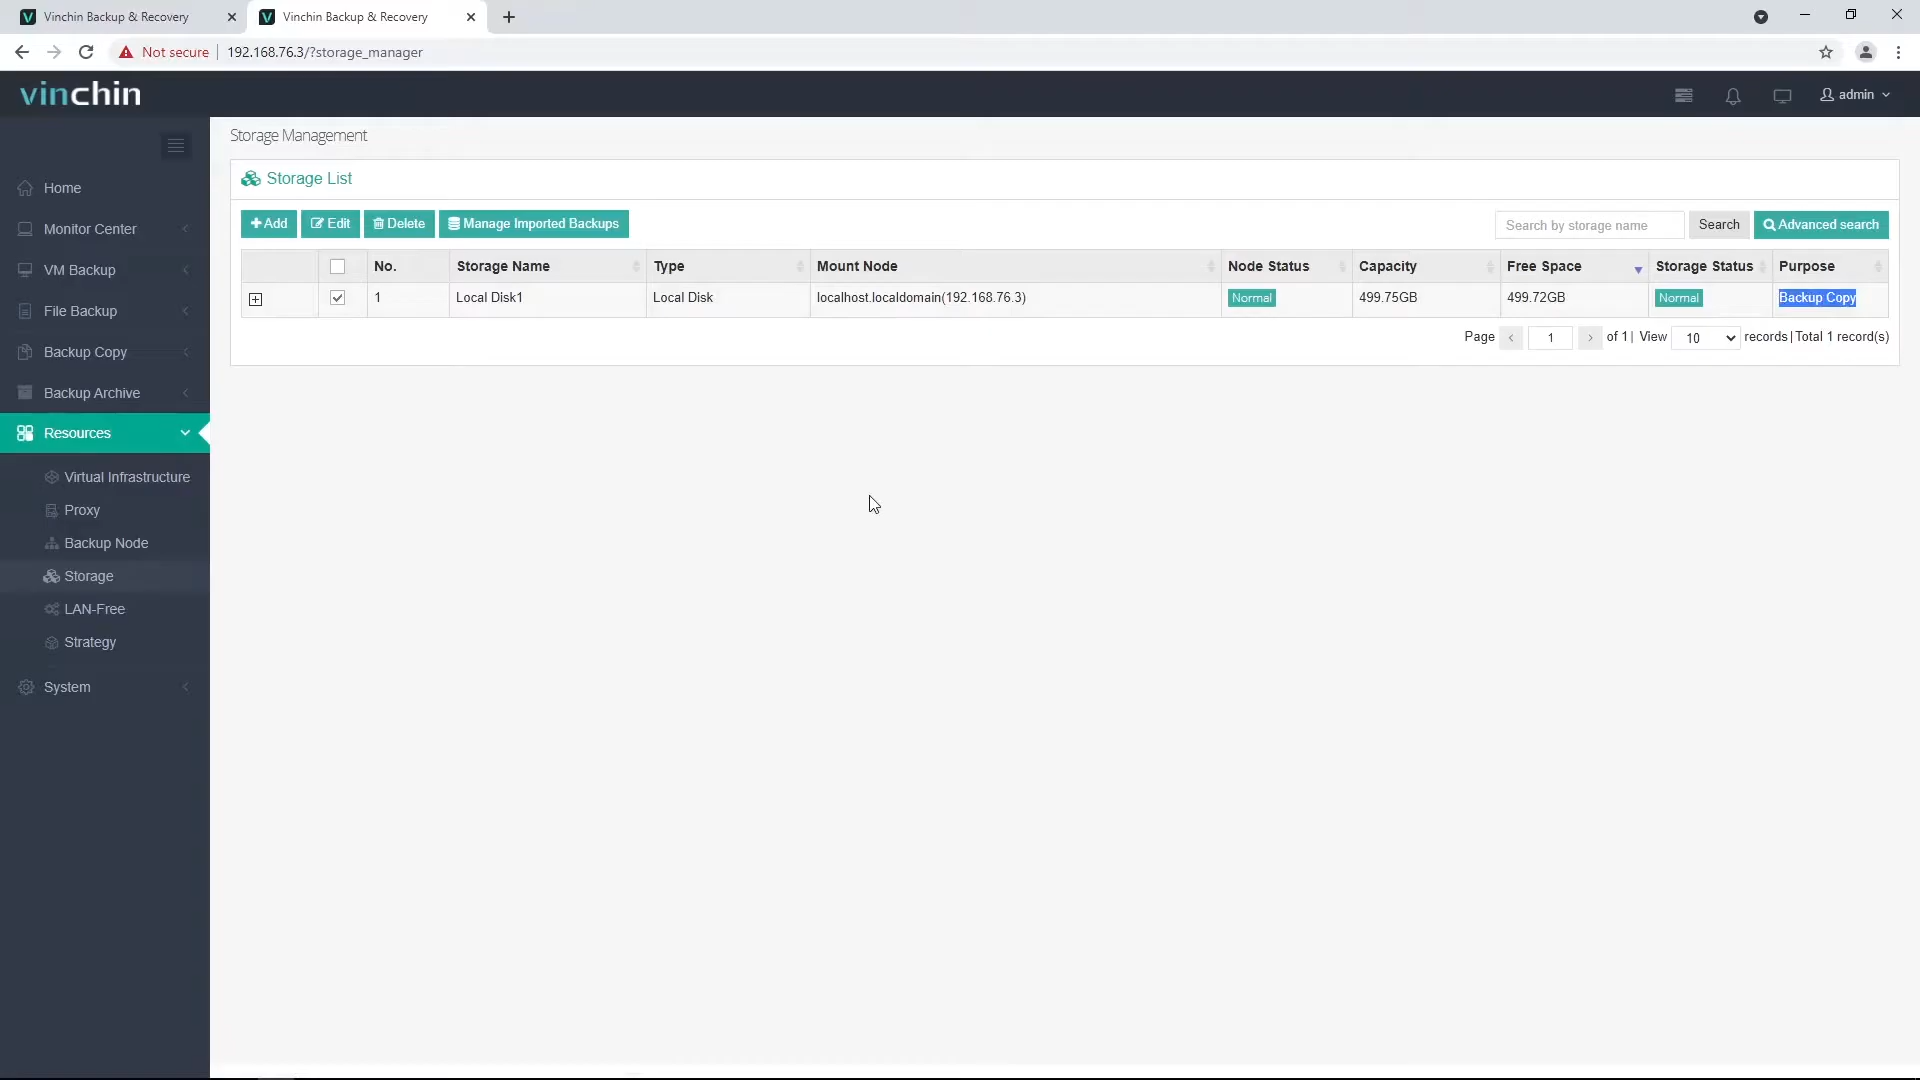 Vinchin Backup & Recovery
Vinchin Backup & Recovery
Not secure | 192.168.76.3/?storage_manager
vinchin
admin
Storage Management
Storage List
Add Edit Delete Manage Imported Backups Search by storage name Search Advanced search
No. Storage Name Type Mount Node Node Status Capacity Free Space Storage Status Purpose
1 Local Disk1 Local Disk localhost.localdomain(192.168.76.3) Normal 499.75GB 499.72GB Normal Backup Copy
Page < 1 > of 1 | View 10 records | Total 1 record(s)
Home
Monitor Center
VM Backup
File Backup
Backup Copy
Backup Archive
Resources
Virtual Infrastructure
Proxy
Backup Node
Storage
LAN-Free
Strategy
System